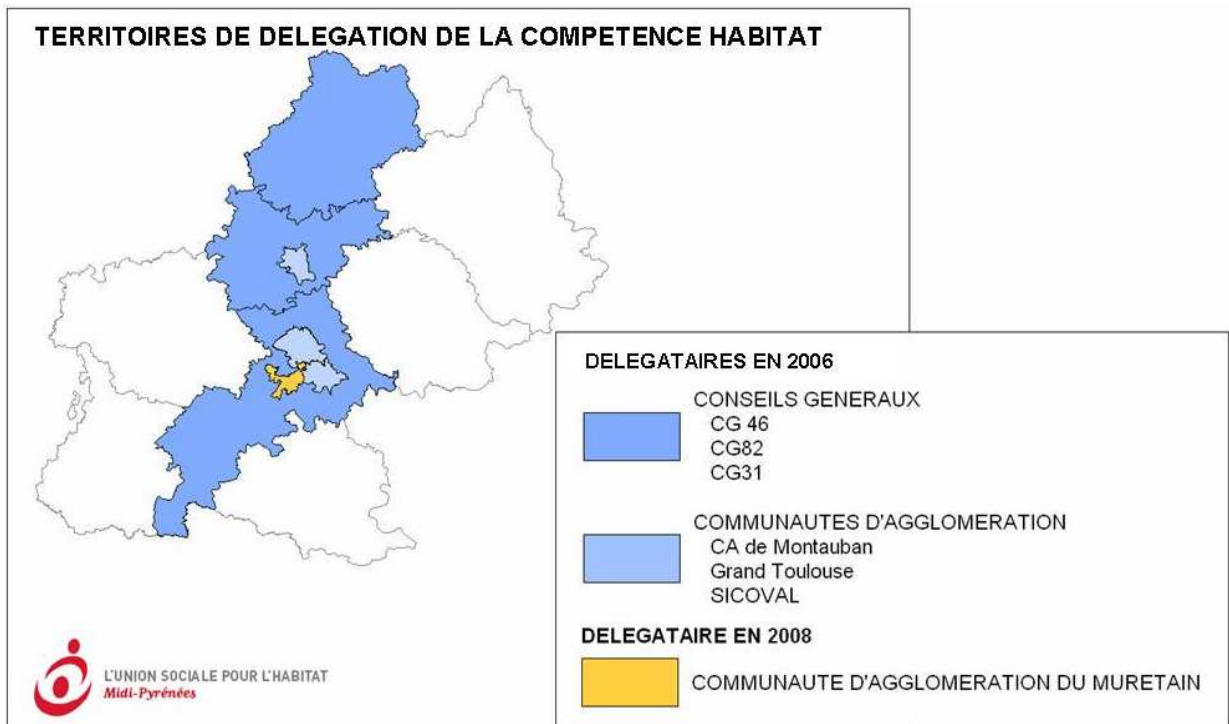 TERRITOIRES DE DELEGATION DE LA COMPETENCE HABITAT
DELEGATAIRES EN 2006
CONSEILS GENERAUX
CG 46
CG82
CG31
COMMUNAUTES D'AGGLOMERATION
CA de Montauban
Grand Toulouse
SICOVAL
DELEGATAIRE EN 2008
COMMUNAUTE D'AGGLOMERATION DU MURETAIN
L'UNION SOCIALE POUR L'HABITAT
Midi-Pyrénées